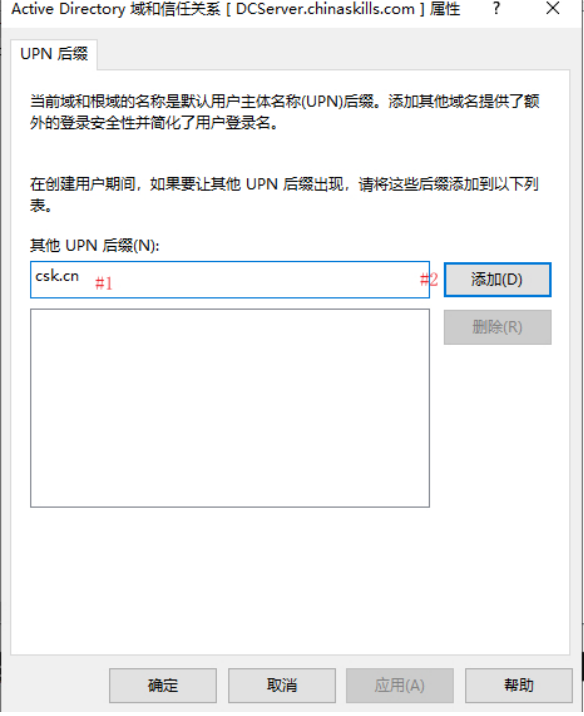 Active Directory 域和信任关系 [ DCServer.chinaskills.com ] 属性 ? ×
UPN 后缀
当前域和根域的名称是默认用户主体名称(UPN)后缀。添加其他域名提供了额
外的登录安全性并简化了用户登录名。
在创建用户期间，如果要让其他 UPN 后缀出现，请将这些后缀添加到以下列
表。
其他 UPN 后缀(N):
csk.cn #1 #2 添加(D)
删除(R)
确定 取消 应用(A) 帮助